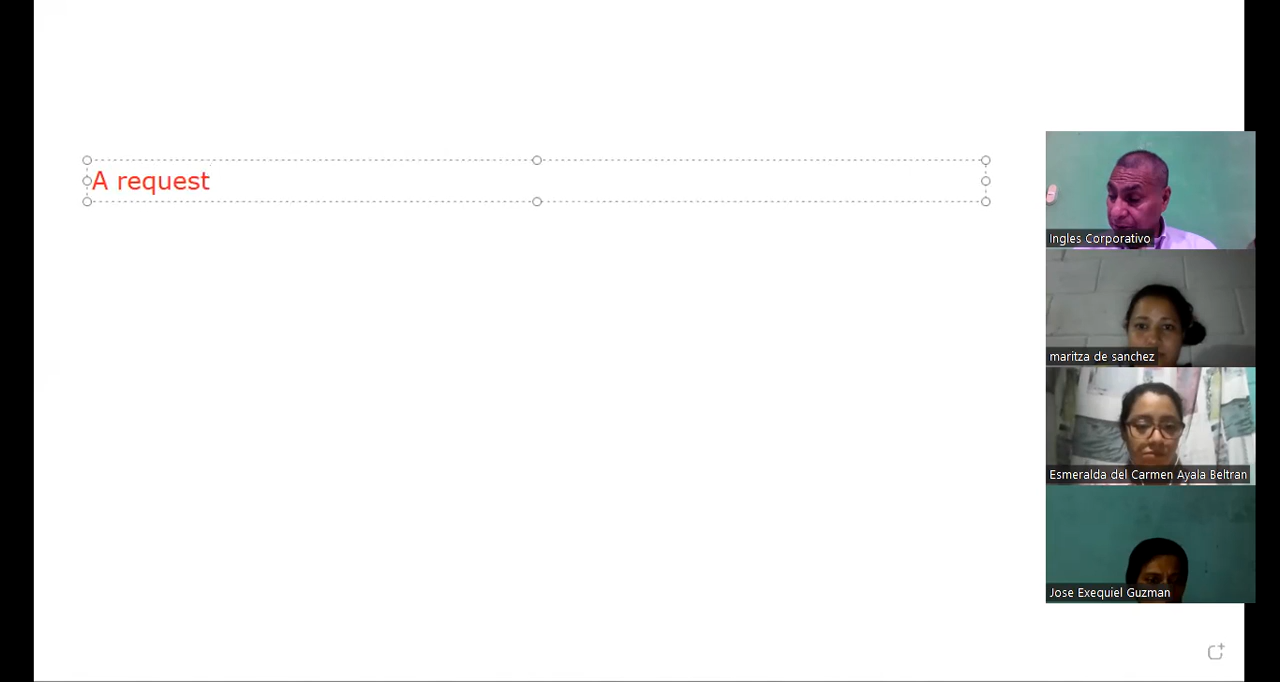 A request
Ingles Corporativo
maritza de sanchez
Esmeralda del Carmen Ayala Beltran
Jose Exequiel Guzman